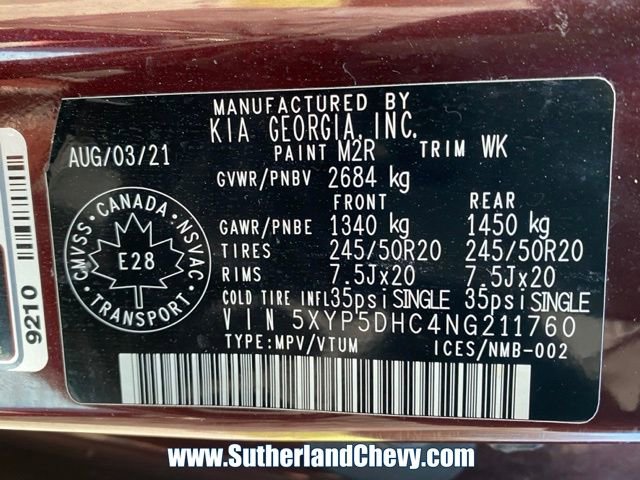 MANUFACTURED BY
KIA GEORGIA, INC.
AUG/03/21 PAINT M2R TRIM WK
GVWR/PNBV 2684 kg
FRONT REAR
GAWR/PNBE 1340 kg 1450 kg
TIRES 245/50R20 245/50R20
RIMS 7.5Jx20 7.5Jx20
COLD TIRE INFL 35psi SINGLE 35psi SINGLE
VIN 5XYP5DHC4NG211760
TYPE:MPV/VTUM ICES/NMB-002
CMVSS CANADA NSVAC
E28
TRANSPORT
9210
www.SutherlandChevy.com